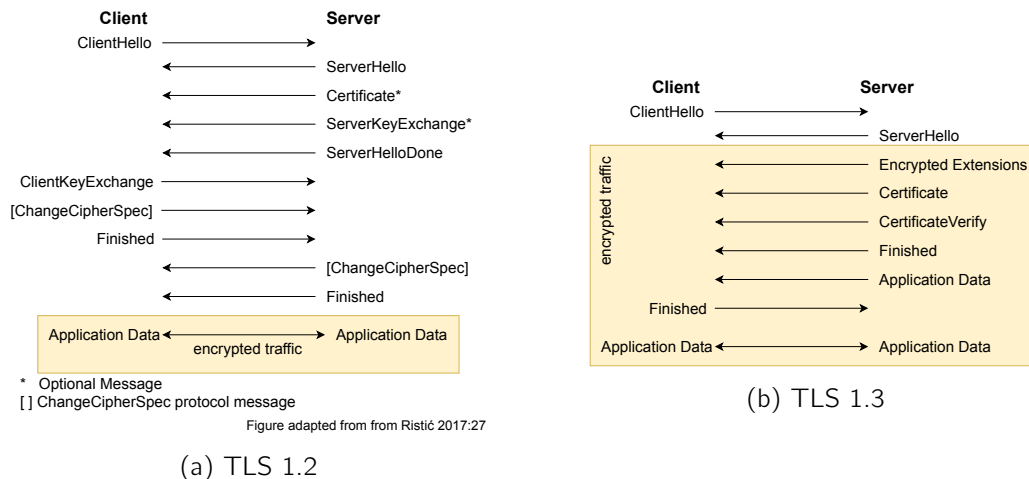 Client Server
ClientHello
ServerHello
Certificate*
ServerKeyExchange*
ServerHelloDone
ClientKeyExchange
[ChangeCipherSpec]
Finished
[ChangeCipherSpec]
Finished
Application Data Application Data
encrypted traffic
* Optional Message
[ ] ChangeCipherSpec protocol message
Figure adapted from from Ristić 2017:27
(a) TLS 1.2
Client Server
ClientHello
ServerHello
encrypted traffic
Encrypted Extensions
Certificate
CertificateVerify
Finished
Application Data
Finished
Application Data Application Data
(b) TLS 1.3